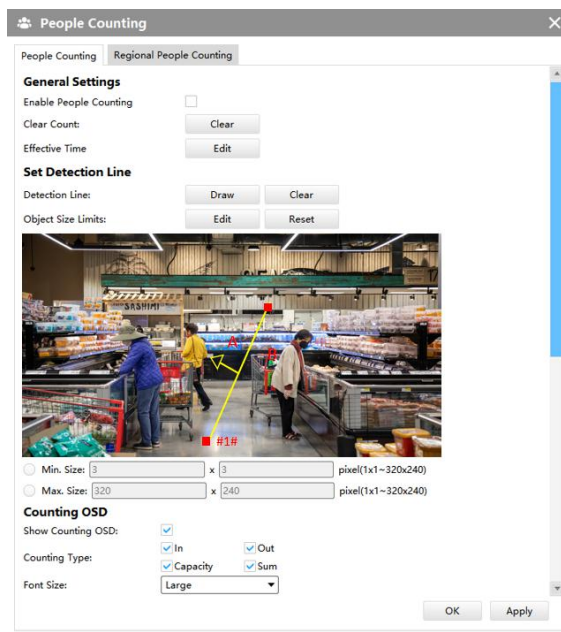 People Counting
People Counting Regional People Counting
General Settings
Enable People Counting
Clear Count: Clear
Effective Time Edit
Set Detection Line
Detection Line: Draw Clear
Object Size Limits: Edit Reset
SASHIMI
A
B
#1#
Min. Size: 3 x 3 pixel(1x1~320x240)
Max. Size: 320 x 240 pixel(1x1~320x240)
Counting OSD
Show Counting OSD:
Counting Type: In Out
Capacity Sum
Font Size: Large
OK Apply